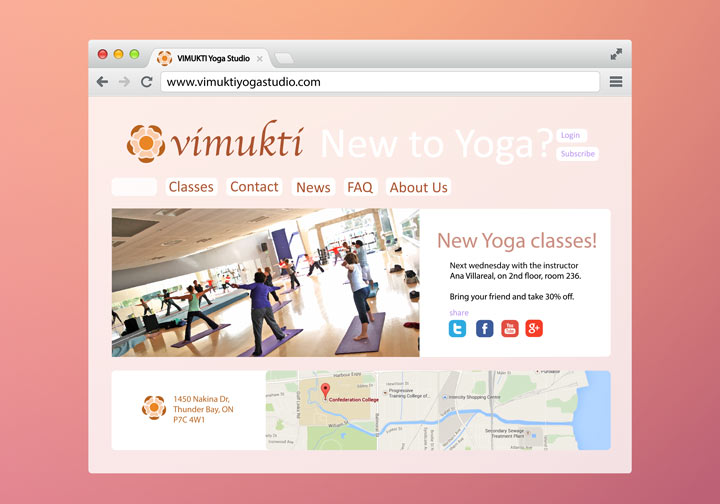 VIMUKTI Yoga Studio
www.vimuktiyogastudio.com
vimukti
New to Yoga?
Login
Subscribe
Classes
Contact
News
FAQ
About Us
New Yoga classes!
Next wednesday with the instructor
Ana Villareal, on 2nd floor, room 236.
Bring your friend and take 30% off.
share
You
Tube
1450 Nakina Dr,
Thunder Bay, ON
P7C 4W1
Harbour Expy
Confederation College
William St
Progressive
Training College of...
Intercity Shopping Centre
Secondary Sewage
Treatment Plant